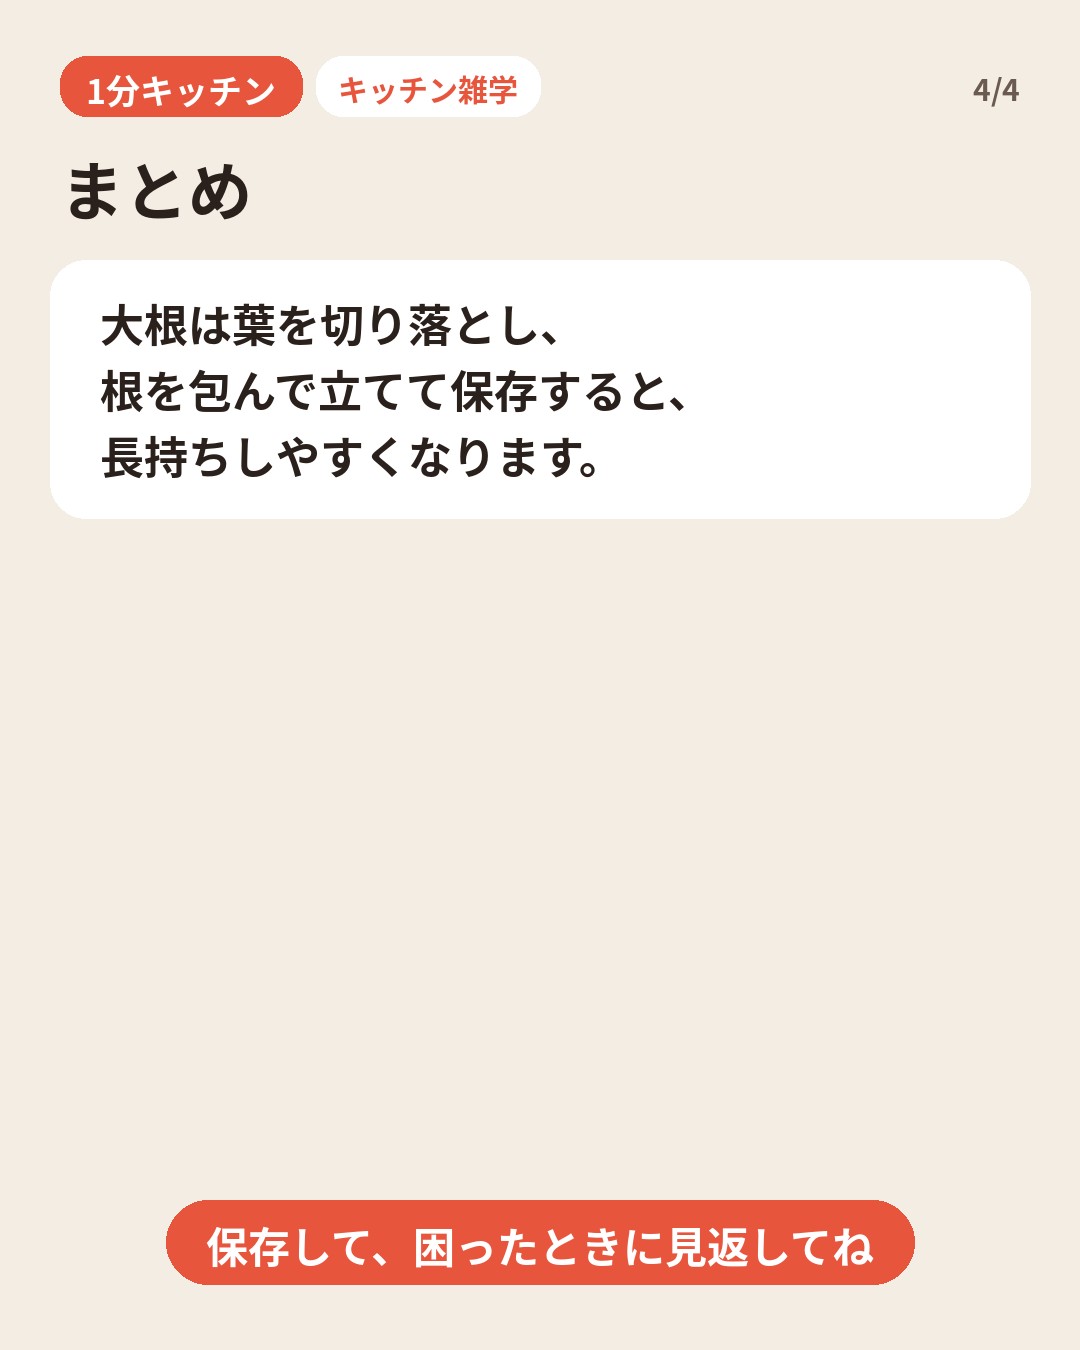 1分キッチン
キッチン雑学
4/4
まとめ
大根は葉を切り落とし、
根を包んで立てて保存すると、
長持ちしやすくなります。
保存して、困ったときに見返してね